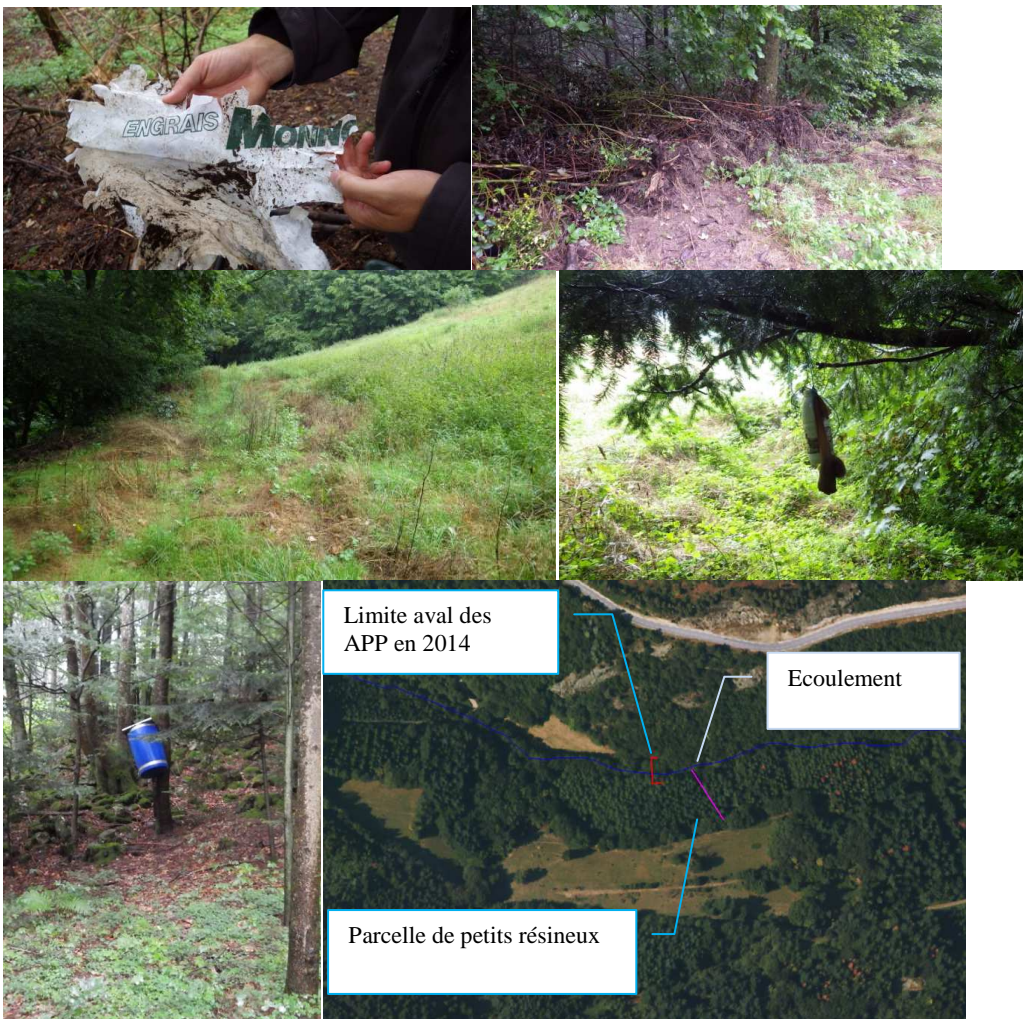 ENGRAIS
Limite aval des
APP en 2014
Ecoulement
Parcelle de petits résineux